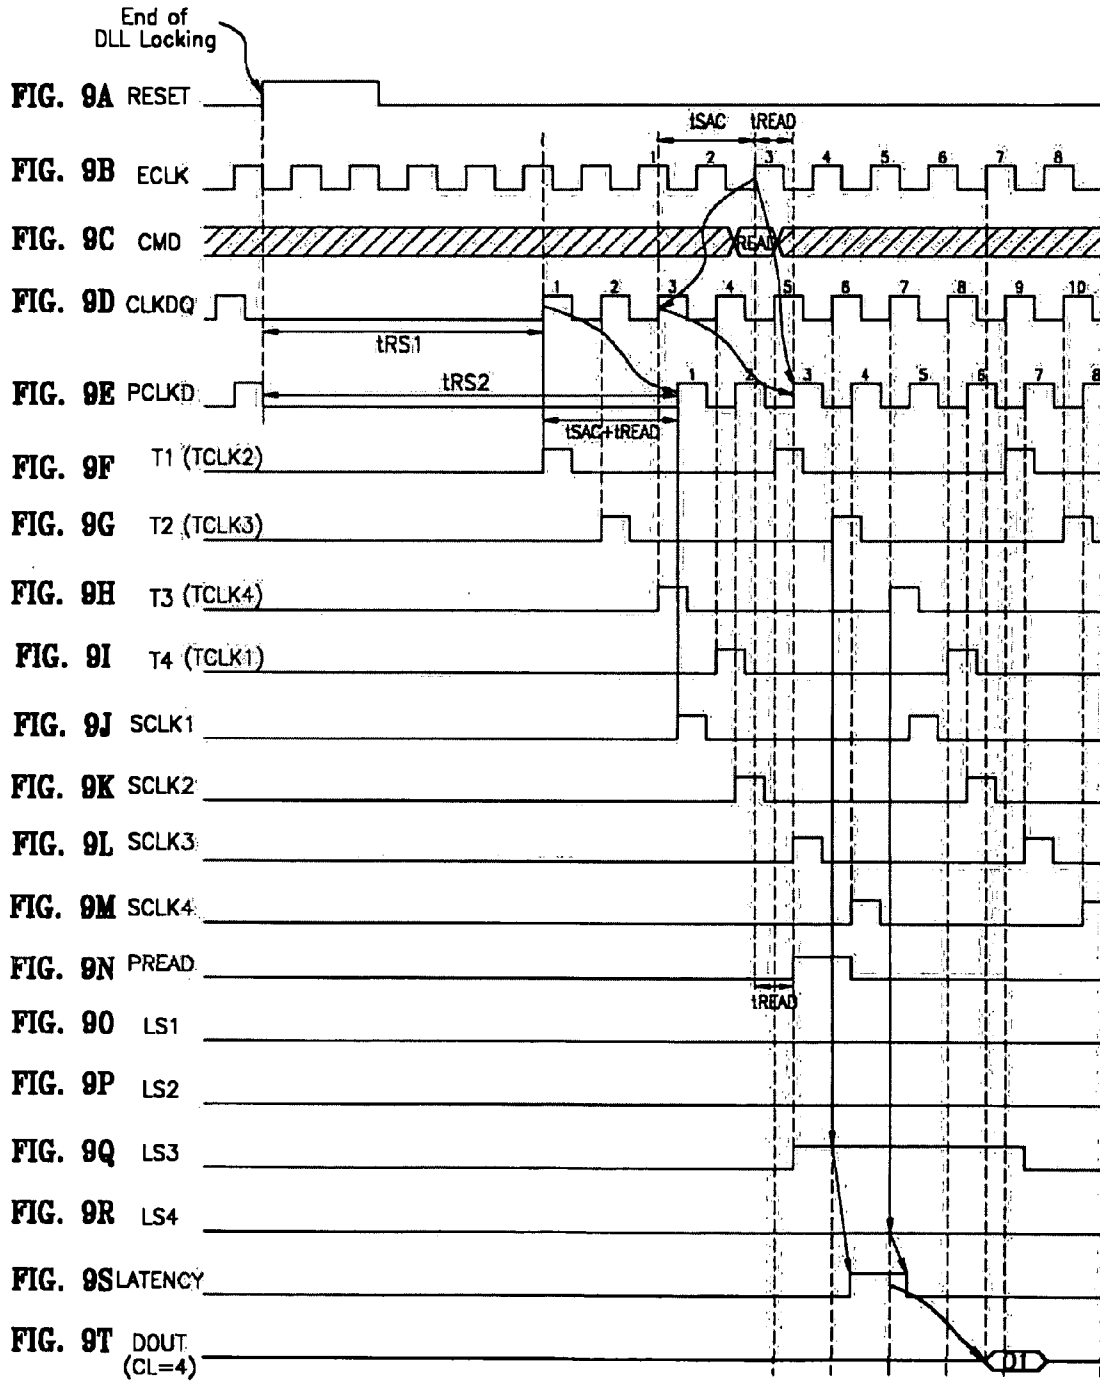 End of
DLL Locking
FIG. 9A RESET
tSAC tREAD
FIG. 9B ECLK 1 2 3 4 5 6 7 8
FIG. 9C CMD READ
FIG. 9D CLKDQ 1 2 3 4 5 6 7 8 9 10
tRS1
FIG. 9E PCLKD tRS2 1 2 3 4 5 6 7 8
tSAC+tREAD
FIG. 9F T1 (TCLK2)
FIG. 9G T2 (TCLK3)
FIG. 9H T3 (TCLK4)
FIG. 9I T4 (TCLK1)
FIG. 9J SCLK1
FIG. 9K SCLK2
FIG. 9L SCLK3
FIG. 9M SCLK4
FIG. 9N PREAD
tREAD
FIG. 9O LS1
FIG. 9P LS2
FIG. 9Q LS3
FIG. 9R LS4
FIG. 9S LATENCY
FIG. 9T DOUT D1
(CL=4)